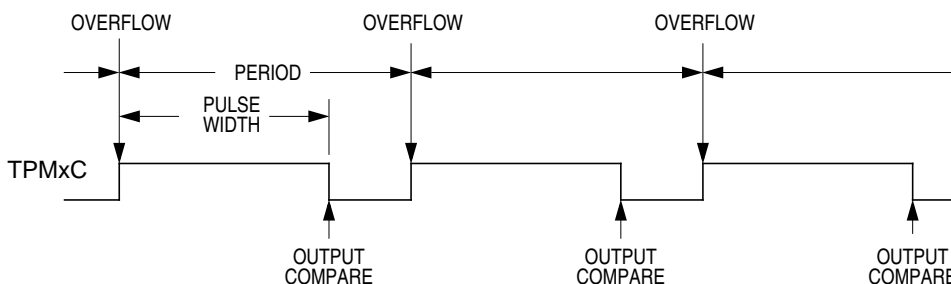 OVERFLOW
OVERFLOW
OVERFLOW
PERIOD
PULSE
WIDTH
TPMxC
OUTPUT
COMPARE
OUTPUT
COMPARE
OUTPUT
COMPARE